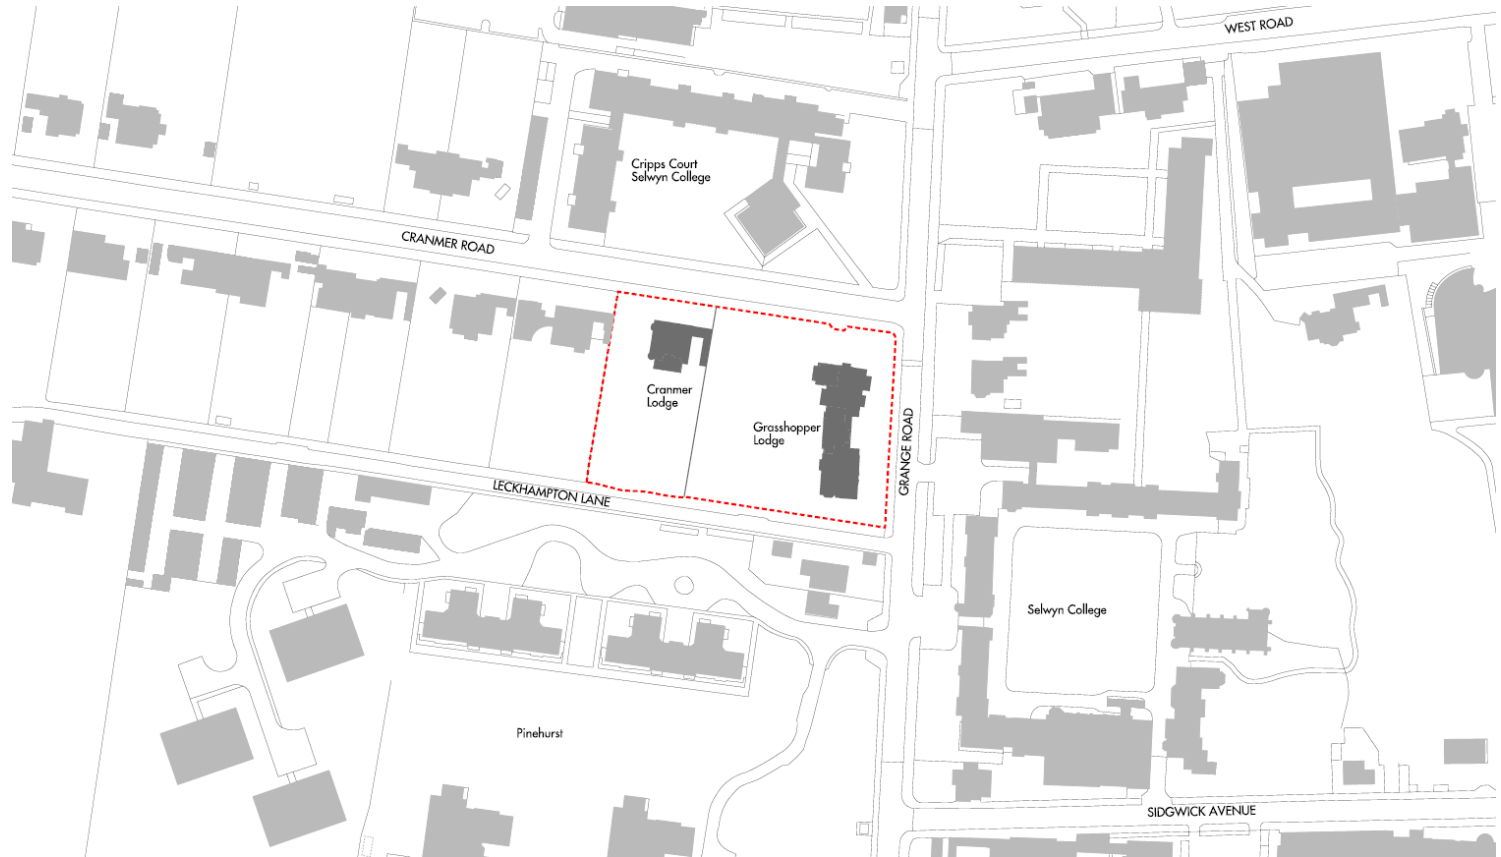 WEST ROAD
Cripps Court
Selwyn College
CRANMER ROAD
Cranmer
Lodge
Grasshopper
Lodge
GRANGE ROAD
LECKHAMPTON LANE
Selwyn College
Pinehurst
SIDGWICK AVENUE